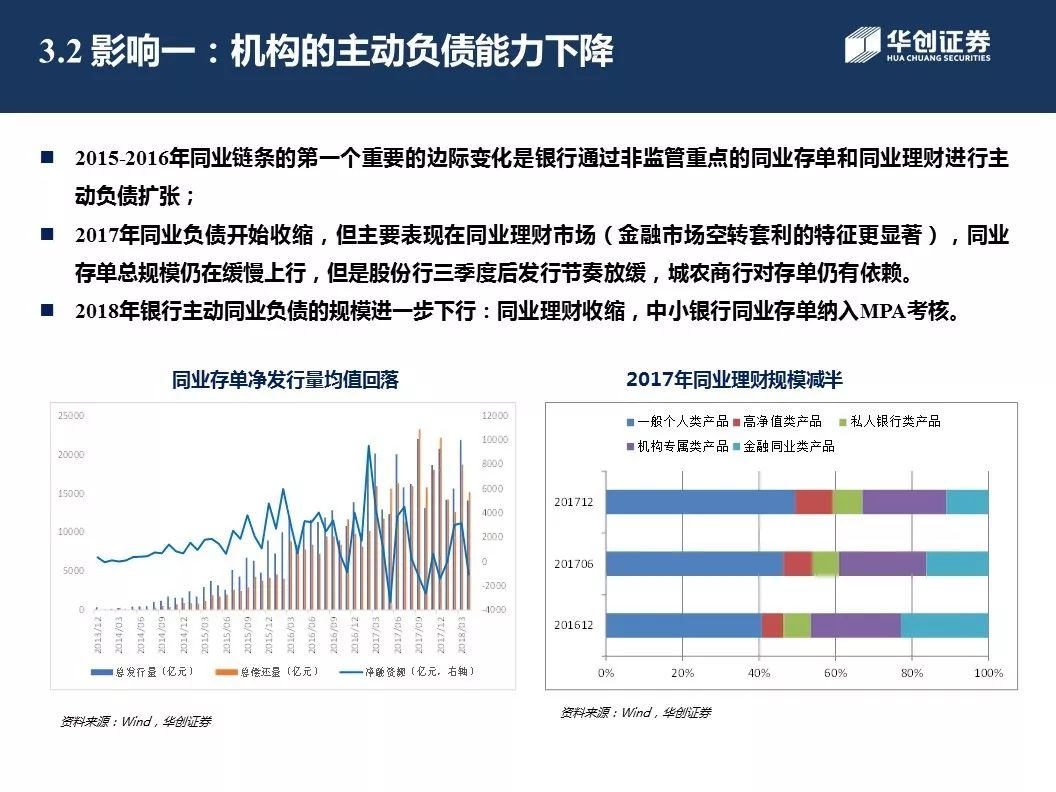 3.2 影响一：机构的主动负债能力下降
华创证券
HUA CHUANG SECURITIES
2015-2016年同业链条的第一个重要的边际变化是银行通过非监管重点的同业存单和同业理财进行主
动负债扩张；
2017年同业负债开始收缩，但主要表现在同业理财市场（金融市场空转套利的特征更显著），同业
存单总规模仍在缓慢上行，但是股份行三季度后发行节奏放缓，城农商行对存单仍有依赖。
2018年银行主动同业负债的规模进一步下行：同业理财收缩，中小银行同业存单纳入MPA考核。
同业存单净发行量均值回落
25000
20000
15000
10000
5000
0
12000
10000
8000
6000
4000
2000
0
-2000
-4000
2013/12
2014/03
2014/06
2014/09
2014/12
2015/03
2015/06
2015/09
2015/12
2016/03
2016/06
2016/09
2016/12
2017/03
2017/06
2017/09
2017/12
2018/03
总发行量（亿元）
总偿还量（亿元）
净融资额（亿元，右轴）
资料来源：Wind，华创证券
2017年同业理财规模减半
一般个人类产品 高净值类产品 私人银行类产品
机构专属类产品 金融同业类产品
201712
201706
201612
0% 20% 40% 60% 80% 100%
资料来源：Wind，华创证券